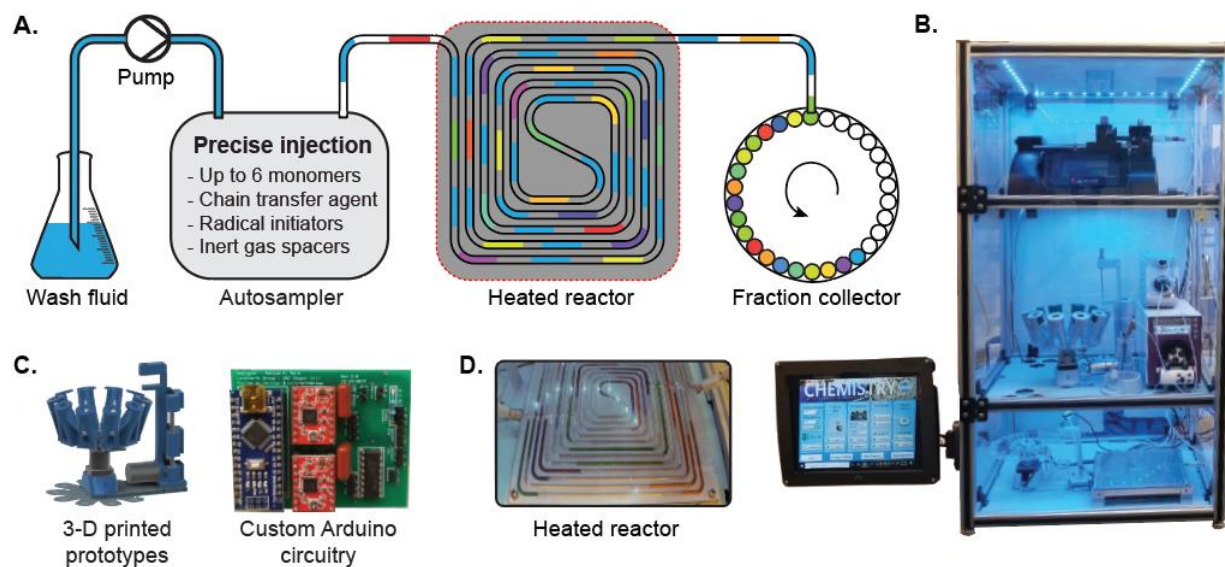 A.
B.
Pump
Precise injection
- Up to 6 monomers
- Chain transfer agent
- Radical initiators
- Inert gas spacers
Wash fluid
Autosampler
Heated reactor
Fraction collector
C.
D.
CHEMISTRY
3-D printed
prototypes
Custom Arduino
circuitry
Heated reactor